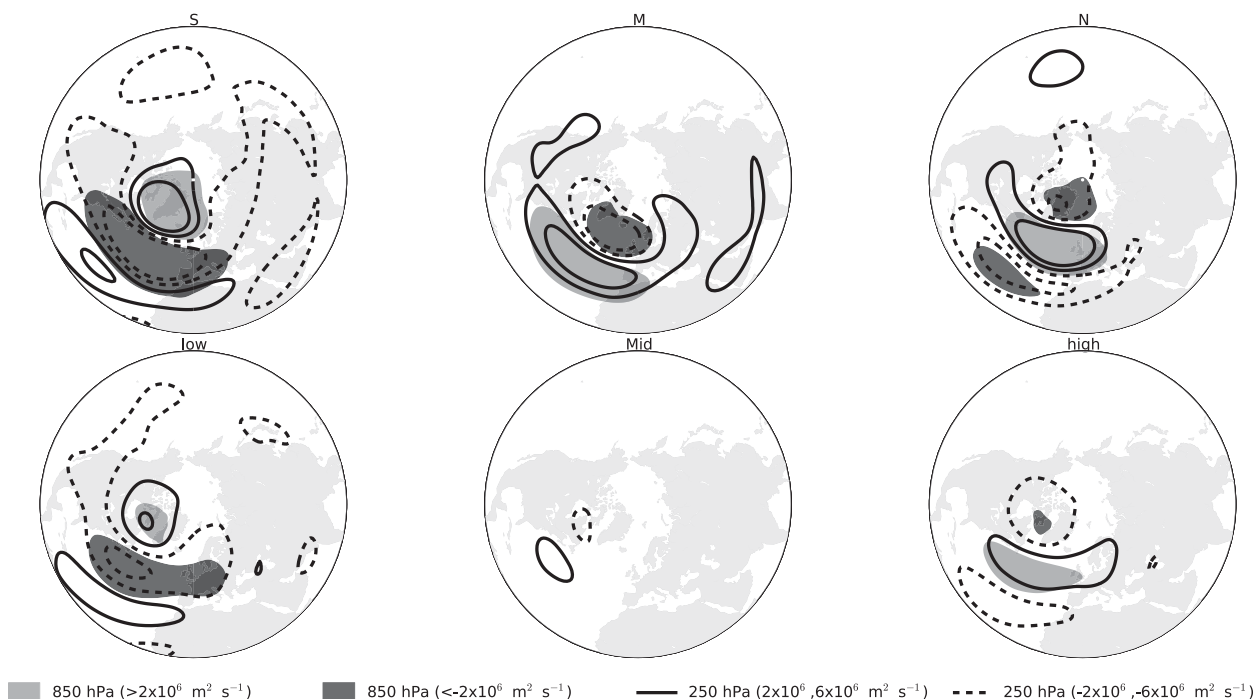 S M N
low Mid high
850 hPa (>2x10⁶ m² s⁻¹) 850 hPa (<-2x10⁶ m² s⁻¹) 250 hPa (2x10⁶ ,6x10⁶ m² s⁻¹) 250 hPa (-2x10⁶ ,-6x10⁶ m² s⁻¹)